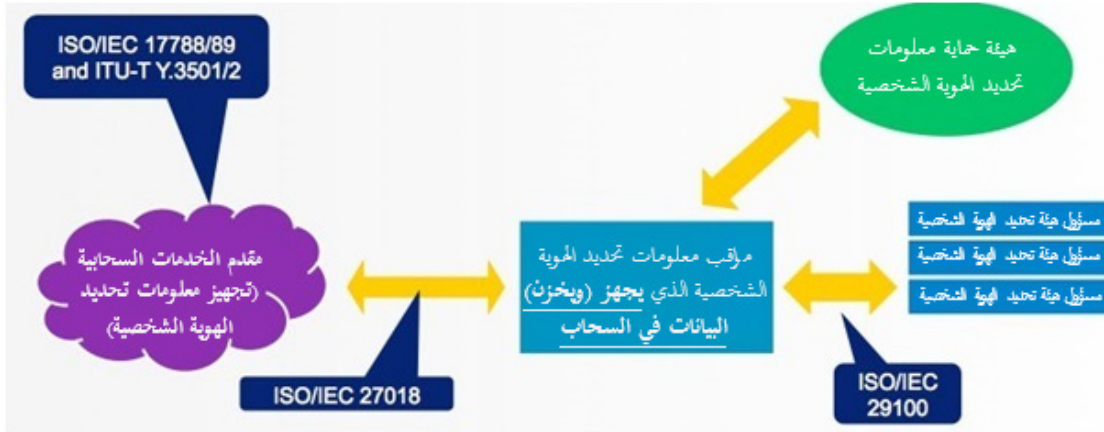 ISO/IEC 17788/89
and ITU-T Y.3501/2
هيئة حماية معلومات
تحديد الهوية الشخصية
مقدم الخدمات السحابية
(تجهيز معلومات تحديد
الهوية الشخصية)
مراقب معلومات تحديد الهوية
الشخصية الذي يجهز (ويخزن)
البيانات في السحاب
مسؤول هيئة تحديد الهوية الشخصية
مسؤول هيئة تحديد الهوية الشخصية
مسؤول هيئة تحديد الهوية الشخصية
ISO/IEC 27018
ISO/IEC
29100